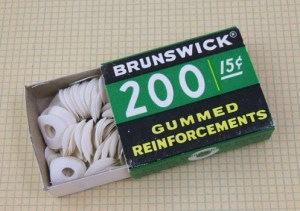 BRUNSWICK®
200 15¢
GUMMED
REINFORCEMENTS